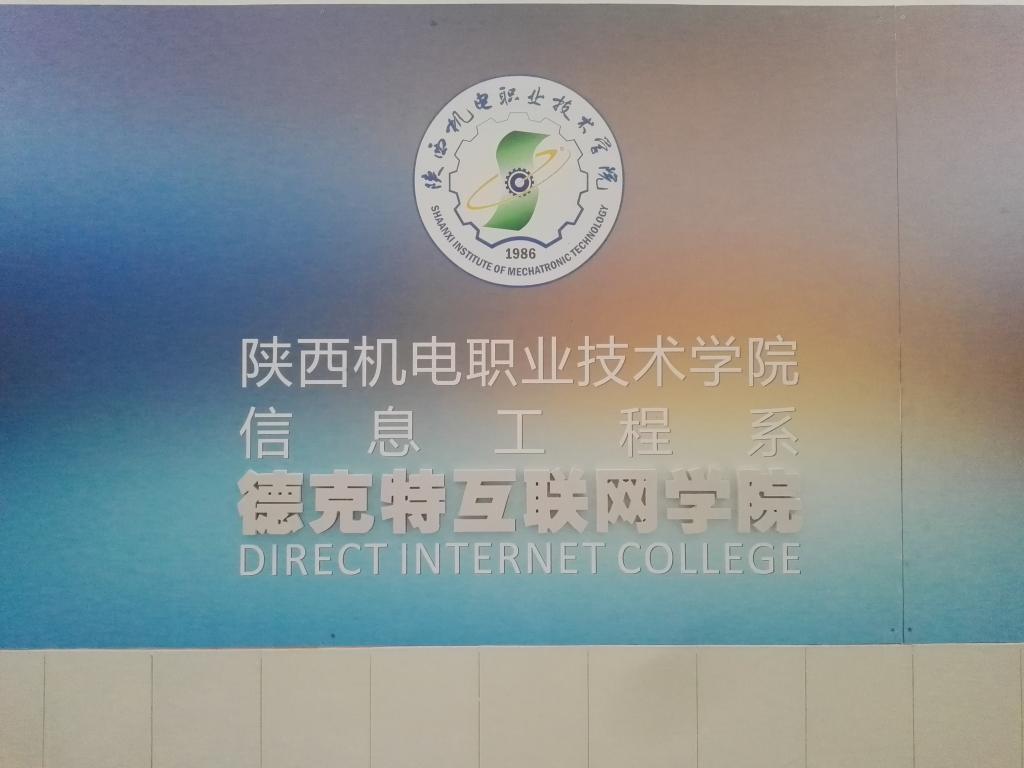 陕西机电职业技术学院
SHAANXI INSTITUTE OF MECHATRONIC TECHNOLOGY
1986
陕西机电职业技术学院
信息工程系
德克特互联网学院
DIRECT INTERNET COLLEGE